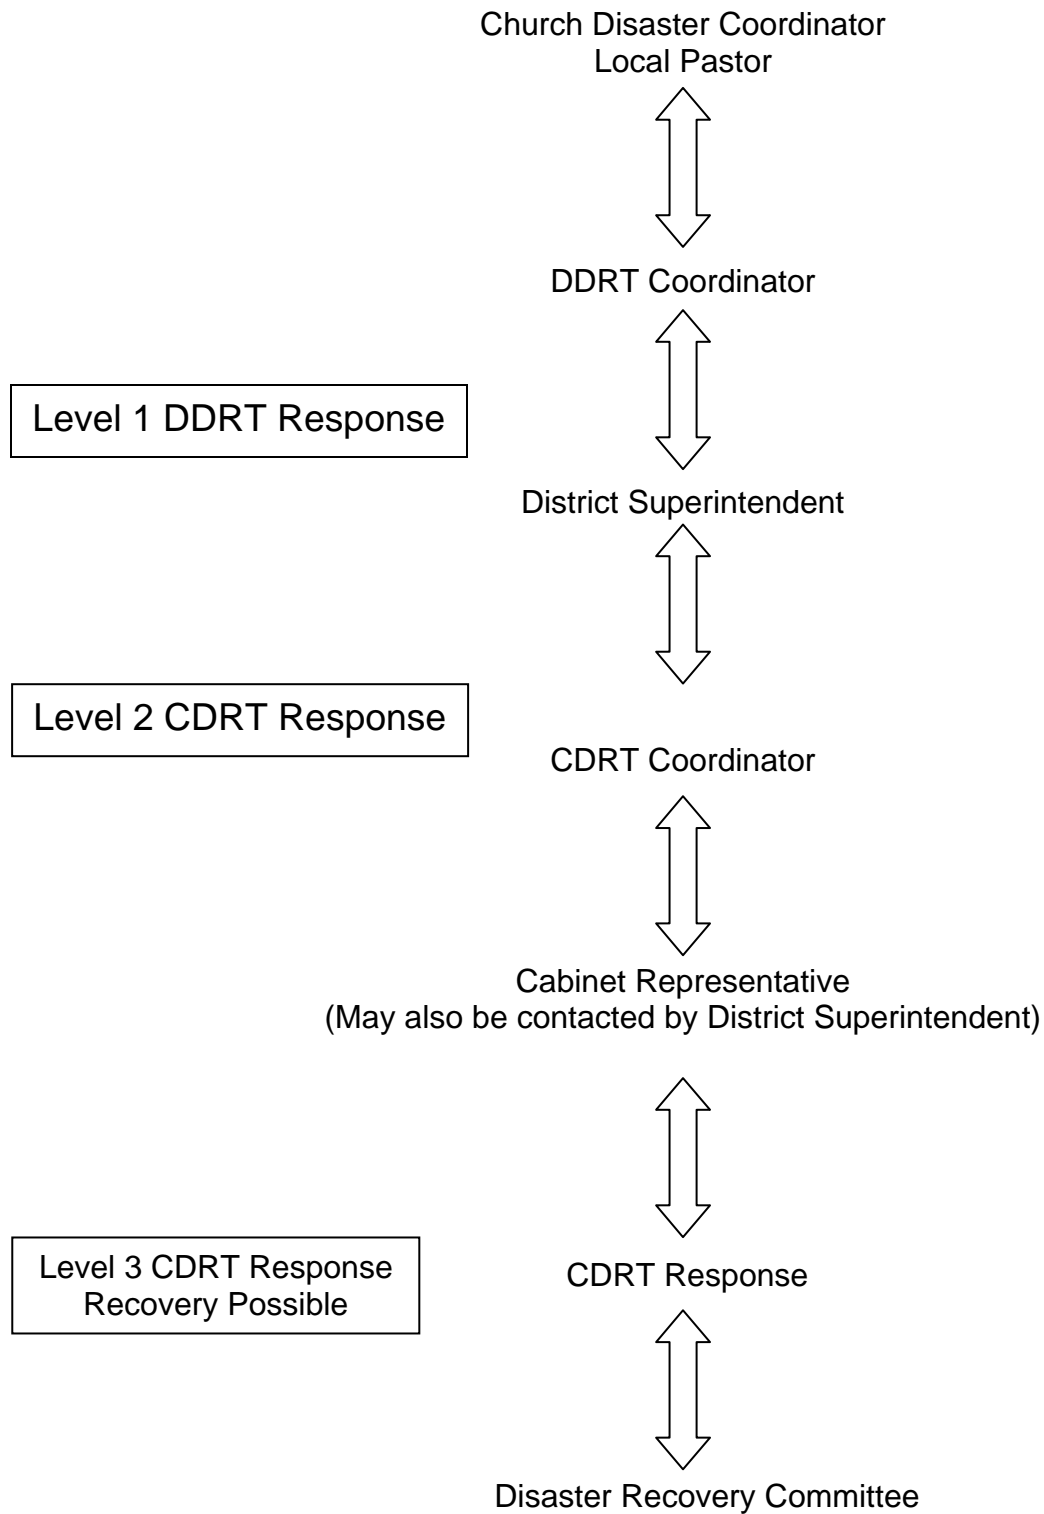 Church Disaster Coordinator
Local Pastor
DDRT Coordinator
Level 1 DDRT Response
District Superintendent
Level 2 CDRT Response
CDRT Coordinator
Cabinet Representative
(May also be contacted by District Superintendent)
Level 3 CDRT Response
Recovery Possible
CDRT Response
Disaster Recovery Committee